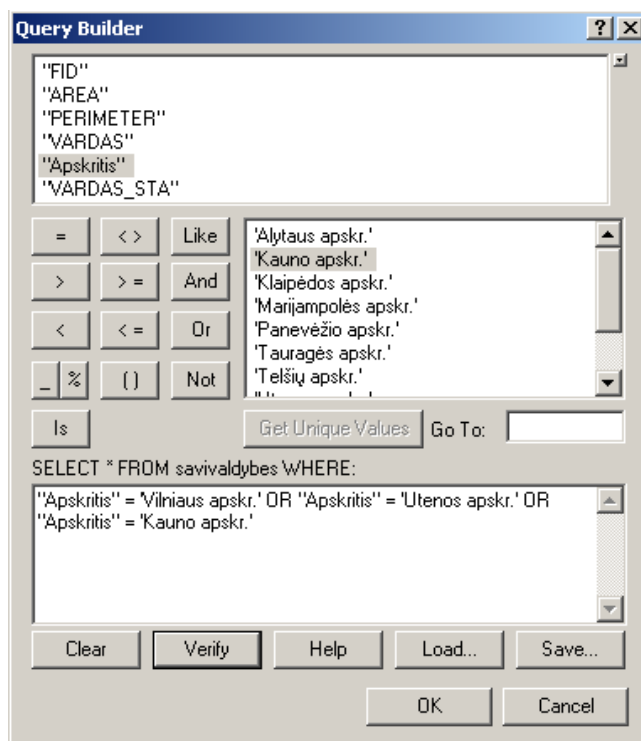 Query Builder
"FID"
"AREA"
"PERIMETER"
"VARDAS"
"Apskritis"
"VARDAS_STA"
= < > Like
> > = And
< < = Or
_ % ( ) Not
Is
'Alytaus apskr.'
'Kauno apskr.'
'Klaipėdos apskr.'
'Marijampolės apskr.'
'Panevėžio apskr.'
'Tauragės apskr.'
'Telšių apskr.'
Get Unique Values Go To:
SELECT * FROM savivaldybes WHERE:
"Apskritis" = 'Vilniaus apskr.' OR "Apskritis" = 'Utenos apskr.' OR
"Apskritis" = 'Kauno apskr.'
Clear Verify Help Load... Save...
OK Cancel